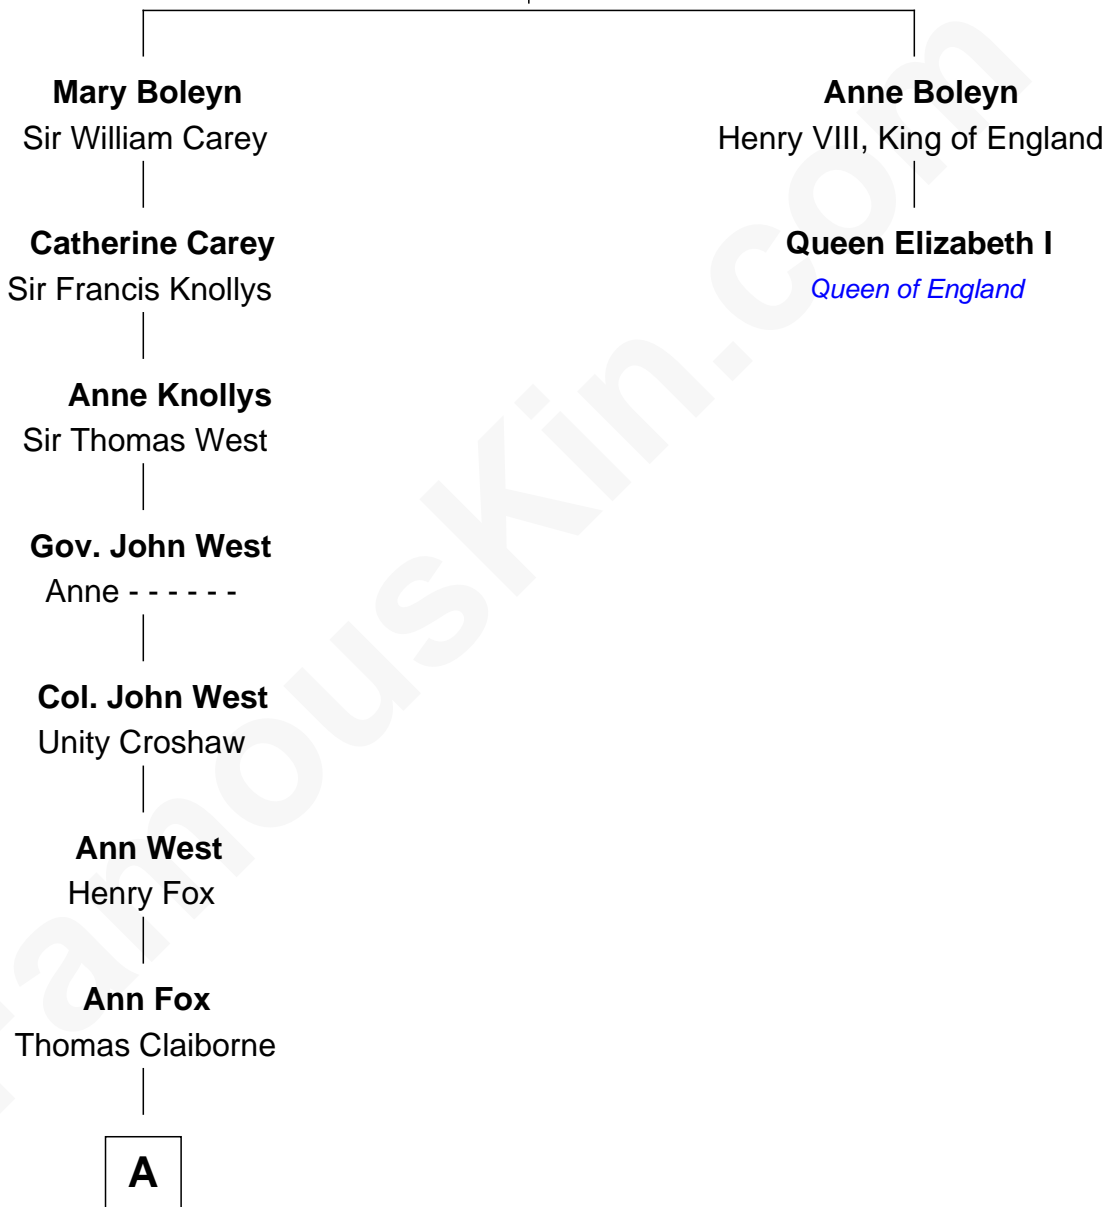 Mary Boleyn
Sir William Carey
Anne Boleyn
Henry VIII, King of England
Catherine Carey
Sir Francis Knollys
Queen Elizabeth I
Queen of England
Anne Knollys
Sir Thomas West
Gov. John West
Anne - - - - - -
Col. John West
Unity Croshaw
Ann West
Henry Fox
Ann Fox
Thomas Claiborne
A
FamousKin.com